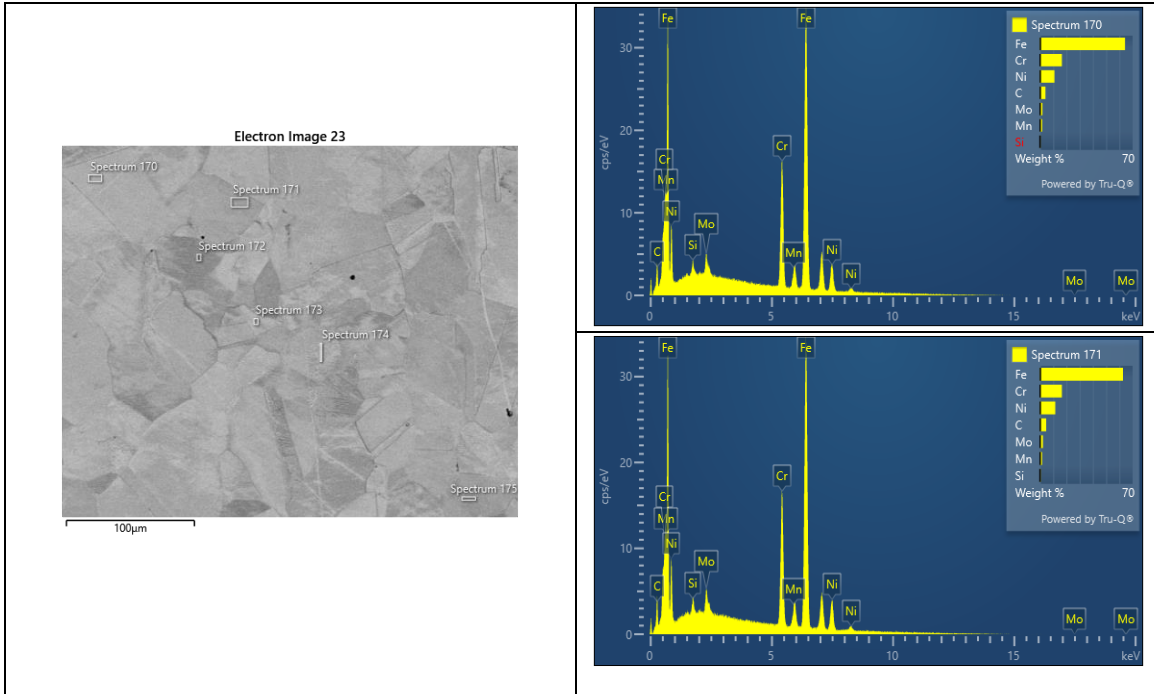 Electron Image 23
Spectrum 170
Spectrum 171
Spectrum 172
Spectrum 173
Spectrum 174
Spectrum 175
100µm
Fe Fe
Spectrum 170
Fe
Cr
Ni
C
Mo
Mn
Si
Weight % 70
Powered by Tru-Q®
cps/eV
30
20
10
0
Cr
Cr
Mn
Ni
Mo
C
Si
Mn
Ni
Ni
Mo
Mo
0 5 10 15 keV
Fe Fe
Spectrum 171
Fe
Cr
Ni
C
Mo
Mn
Si
Weight % 70
Powered by Tru-Q®
cps/eV
30
20
10
0
Cr
Cr
Mn
Ni
Mo
C
Si
Mn
Ni
Ni
Mo
Mo
0 5 10 15 keV